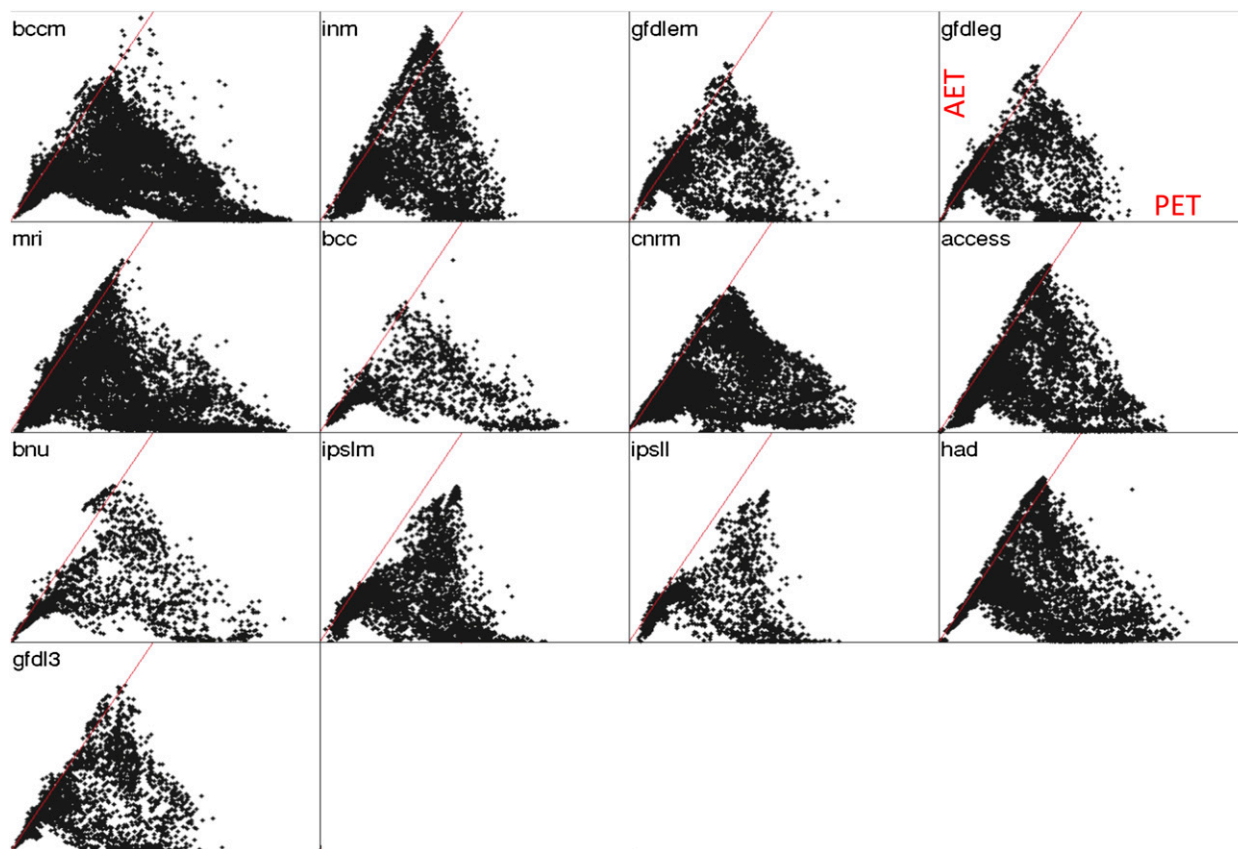 bccm
inm
gfdlem
gfdleg
AET
PET
mri
bcc
cnrm
access
bnu
ipslm
ipsll
had
gfdl3